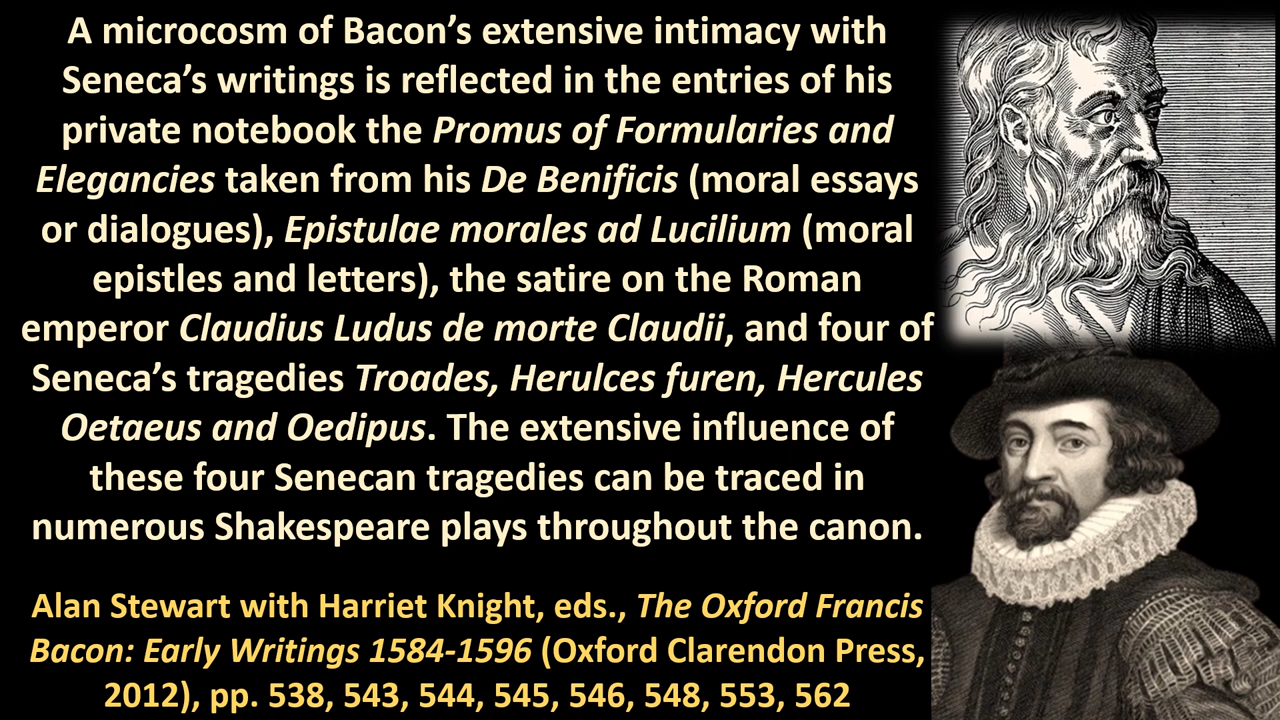 A microcosm of Bacon’s extensive intimacy with
Seneca’s writings is reflected in the entries of his
private notebook the Promus of Formularies and
Elegancies taken from his De Benificis (moral essays
or dialogues), Epistulae morales ad Lucilium (moral
epistles and letters), the satire on the Roman
emperor Claudius Ludus de morte Claudii, and four of
Seneca’s tragedies Troades, Herulces furen, Hercules
Oetaeus and Oedipus. The extensive influence of
these four Senecan tragedies can be traced in
numerous Shakespeare plays throughout the canon.
Alan Stewart with Harriet Knight, eds., The Oxford Francis
Bacon: Early Writings 1584-1596 (Oxford Clarendon Press,
2012), pp. 538, 543, 544, 545, 546, 548, 553, 562